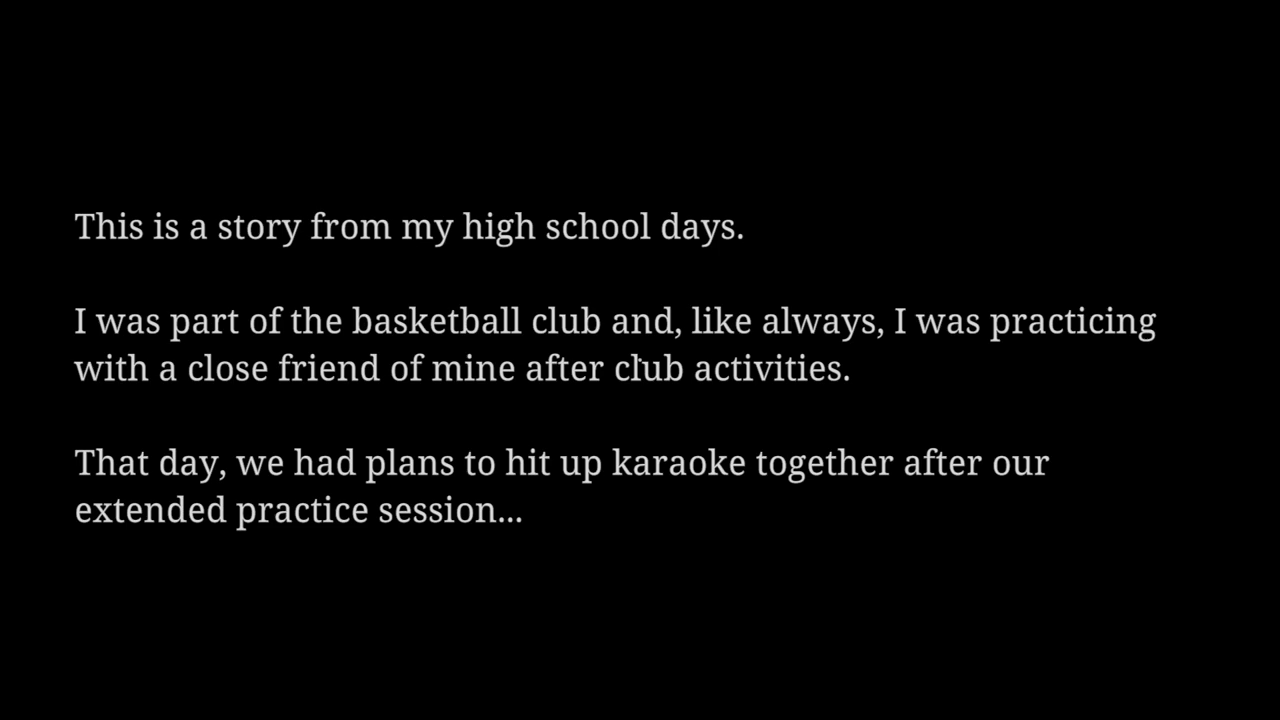 This is a story from my high school days.
I was part of the basketball club and, like always, I was practicing
with a close friend of mine after club activities.
That day, we had plans to hit up karaoke together after our
extended practice session...